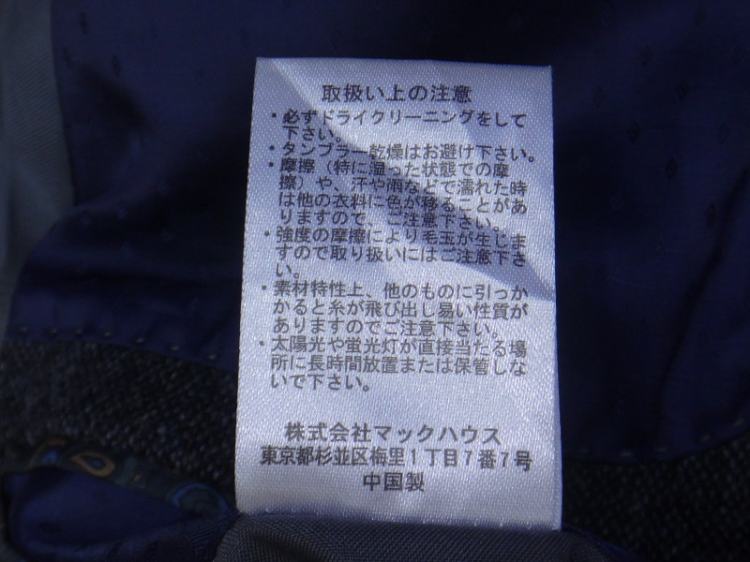 取扱い上の注意
・必ずドライクリーニングをして
下さい。
・タンブラー乾燥はお避け下さい。
・摩擦（特に湿った状態での摩
擦）や、汗や雨などで濡れた時
は他の衣料に色が移ることがあ
りますので、ご注意下さい。
・強度の摩擦により毛玉が生じま
すので取り扱いにはご注意下さ
い。
・素材特性上、他のものに引っか
かると糸が飛び出し易い性質が
ありますのでご注意下さい。
・太陽光や蛍光灯が直接当たる場
所に長時間放置または保管しな
いで下さい。
株式会社マックハウス
東京都杉並区梅里1丁目7番7号
中国製